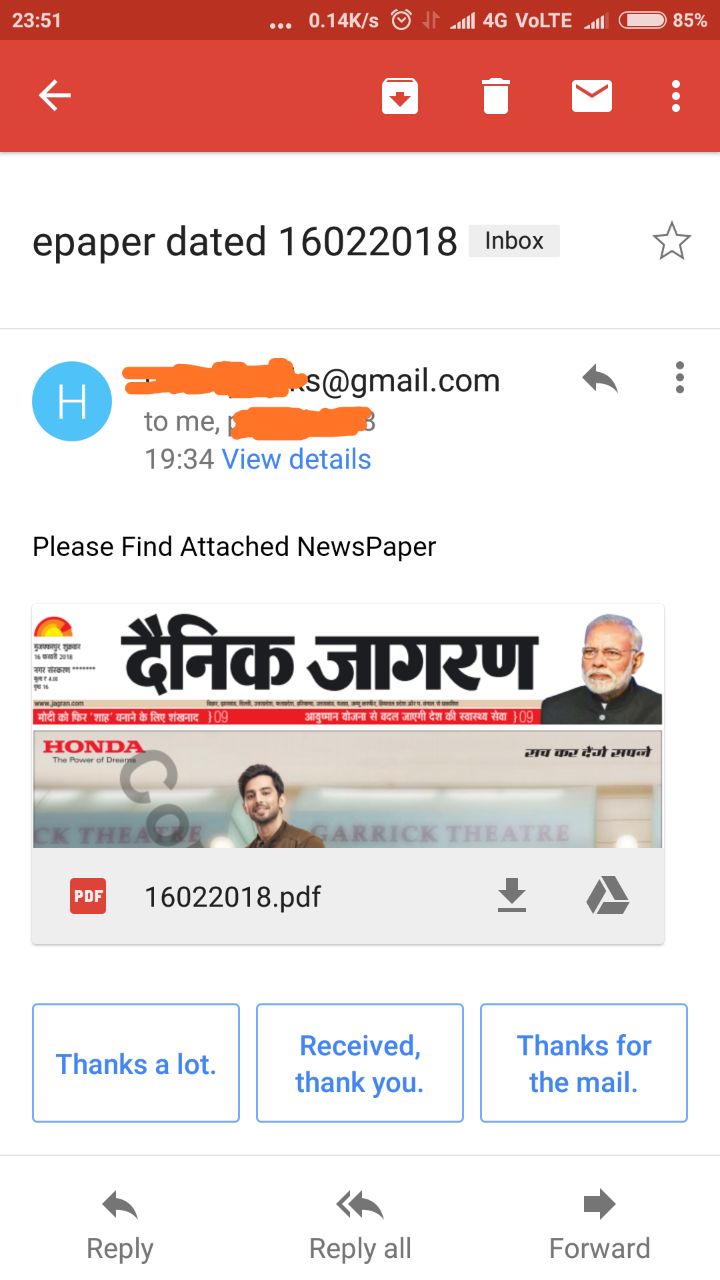 23:51 ... 0.14K/s 4G VoLTE 85%
epaper dated 16022018 Inbox
H
ks@gmail.com
to me,
19:34 View details
Please Find Attached NewsPaper
दैनिक जागरण
मुजफ्फरपुर, शुक्रवार
16 फरवरी 2018
नगर संस्करण *******
www.jagran.com
मोदी को फिर 'शाह' बनाने के लिए शंखनाद }09 आयुष्मान योजना से बदल जाएगी देश की स्वास्थ्य सेवा }09
HONDA
The Power of Dreams
सच कर देंगे सपने
Co
CK THEATRE GARRICK THEATRE
PDF 16022018.pdf
Thanks a lot.
Received,
thank you.
Thanks for
the mail.
Reply Reply all Forward